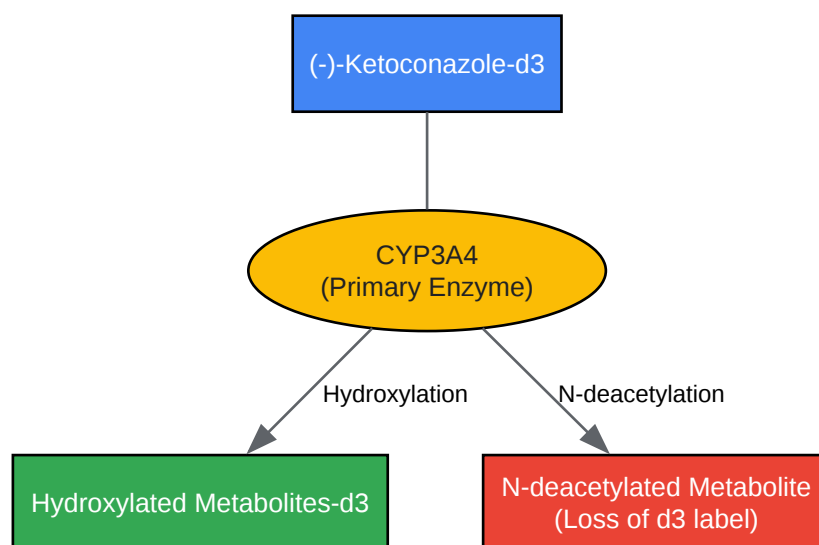 (-)-Ketoconazole-d3
CYP3A4
(Primary Enzyme)
Hydroxylation
N-deacetylation
Hydroxylated Metabolites-d3
N-deacetylated Metabolite
(Loss of d3 label)